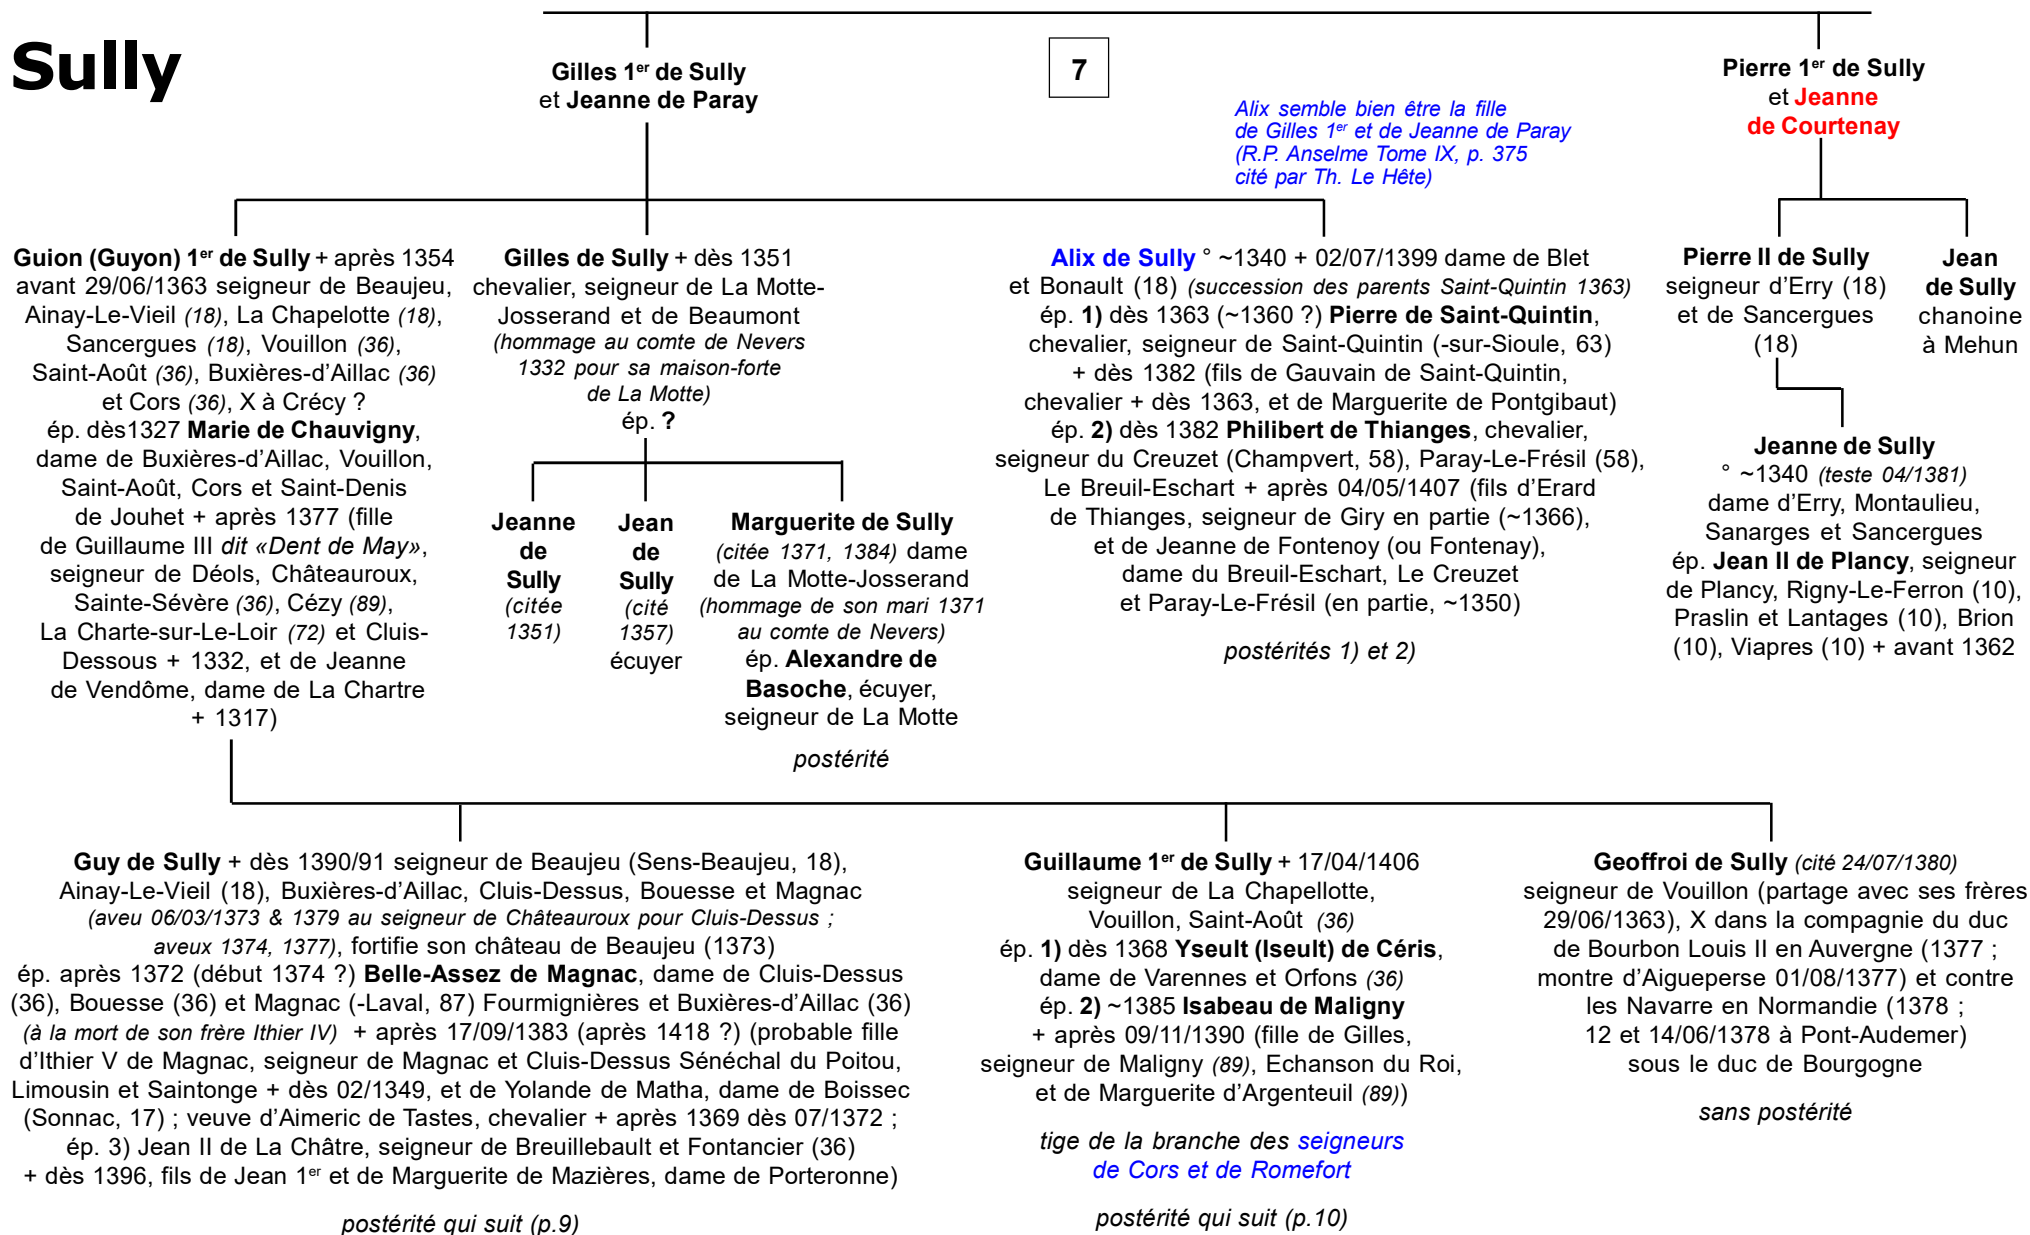 Sully
7
Gilles 1er de Sully
et Jeanne de Paray
Pierre 1er de Sully
et Jeanne
de Courtenay
Alix semble bien être la fille
de Gilles 1er et de Jeanne de Paray
(R.P. Anselme Tome IX, p. 375
cité par Th. Le Hête)
Guion (Guyon) 1er de Sully + après 1354
avant 29/06/1363 seigneur de Beaujeu,
Ainay-Le-Vieil (18), La Chapelotte (18),
Sancergues (18), Vouillon (36),
Saint-Août (36), Buxières-d’Aillac (36)
et Cors (36), X à Crécy ?
ép. dès1327 Marie de Chauvigny,
dame de Buxières-d’Aillac, Vouillon,
Saint-Août, Cors et Saint-Denis
de Jouhet + après 1377 (fille
de Guillaume III dit «Dent de May»,
seigneur de Déols, Châteauroux,
Sainte-Sévère (36), Cézy (89),
La Charte-sur-Le-Loir (72) et Cluis-
Dessous + 1332, et de Jeanne
de Vendôme, dame de La Chartre
+ 1317)
Gilles de Sully + dès 1351
chevalier, seigneur de La Motte-
Josserand et de Beaumont
(hommage au comte de Nevers
1332 pour sa maison-forte
de La Motte)
ép. ?
Jeanne
de
Sully
(citée
1351)
Jean
de
Sully
(cité
1357)
écuyer
Marguerite de Sully
(citée 1371, 1384) dame
de La Motte-Josserand
(hommage de son mari 1371
au comte de Nevers)
ép. Alexandre de
Basoche, écuyer,
seigneur de La Motte
postérité
Alix de Sully ° ~1340 + 02/07/1399 dame de Blet
et Bonault (18) (succession des parents Saint-Quintin 1363)
ép. 1) dès 1363 (~1360 ?) Pierre de Saint-Quintin,
chevalier, seigneur de Saint-Quintin (-sur-Sioule, 63)
+ dès 1382 (fils de Gauvain de Saint-Quintin,
chevalier + dès 1363, et de Marguerite de Pontgibaut)
ép. 2) dès 1382 Philibert de Thianges, chevalier,
seigneur du Creuzet (Champvert, 58), Paray-Le-Frésil (58),
Le Breuil-Eschart + après 04/05/1407 (fils d’Erard
de Thianges, seigneur de Giry en partie (~1366),
et de Jeanne de Fontenoy (ou Fontenay),
dame du Breuil-Eschart, Le Creuzet
et Paray-Le-Frésil (en partie, ~1350)
postérités 1) et 2)
Pierre II de Sully
seigneur d’Erry (18)
et de Sancergues
(18)
Jean
de Sully
chanoine
à Mehun
Jeanne de Sully
° ~1340 (teste 04/1381)
dame d’Erry, Montaulieu,
Sanarges et Sancergues
ép. Jean II de Plancy, seigneur
de Plancy, Rigny-Le-Ferron (10),
Praslin et Lantages (10), Brion
(10), Viapres (10) + avant 1362
Guy de Sully + dès 1390/91 seigneur de Beaujeu (Sens-Beaujeu, 18),
Ainay-Le-Vieil (18), Buxières-d’Aillac, Cluis-Dessus, Bouesse et Magnac
(aveu 06/03/1373 & 1379 au seigneur de Châteauroux pour Cluis-Dessus ;
aveux 1374, 1377), fortifie son château de Beaujeu (1373)
ép. après 1372 (début 1374 ?) Belle-Assez de Magnac, dame de Cluis-Dessus
(36), Bouesse (36) et Magnac (-Laval, 87) Fourmignières et Buxières-d’Aillac (36)
(à la mort de son frère Ithier IV) + après 17/09/1383 (après 1418 ?) (probable fille
d’Ithier V de Magnac, seigneur de Magnac et Cluis-Dessus Sénéchal du Poitou,
Limousin et Saintonge + dès 02/1349, et de Yolande de Matha, dame de Boissec
(Sonnac, 17) ; veuve d’Aimeric de Tastes, chevalier + après 1369 dès 07/1372 ;
ép. 3) Jean II de La Châtre, seigneur de Breuillebault et Fontancier (36)
+ dès 1396, fils de Jean 1er et de Marguerite de Mazières, dame de Porteronne)
postérité qui suit (p.9)
Guillaume 1er de Sully + 17/04/1406
seigneur de La Chapellotte,
Vouillon, Saint-Août (36)
ép. 1) dès 1368 Yseult (Iseult) de Céris,
dame de Varennes et Orfons (36)
ép. 2) ~1385 Isabeau de Maligny
+ après 09/11/1390 (fille de Gilles,
seigneur de Maligny (89), Echanson du Roi,
et de Marguerite d’Argenteuil (89))
tige de la branche des seigneurs
de Cors et de Romefort
postérité qui suit (p.10)
Geoffroi de Sully (cité 24/07/1380)
seigneur de Vouillon (partage avec ses frères
29/06/1363), X dans la compagnie du duc
de Bourbon Louis II en Auvergne (1377 ;
montre d’Aigueperse 01/08/1377) et contre
les Navarre en Normandie (1378 ;
12 et 14/06/1378 à Pont-Audemer)
sous le duc de Bourgogne
sans postérité